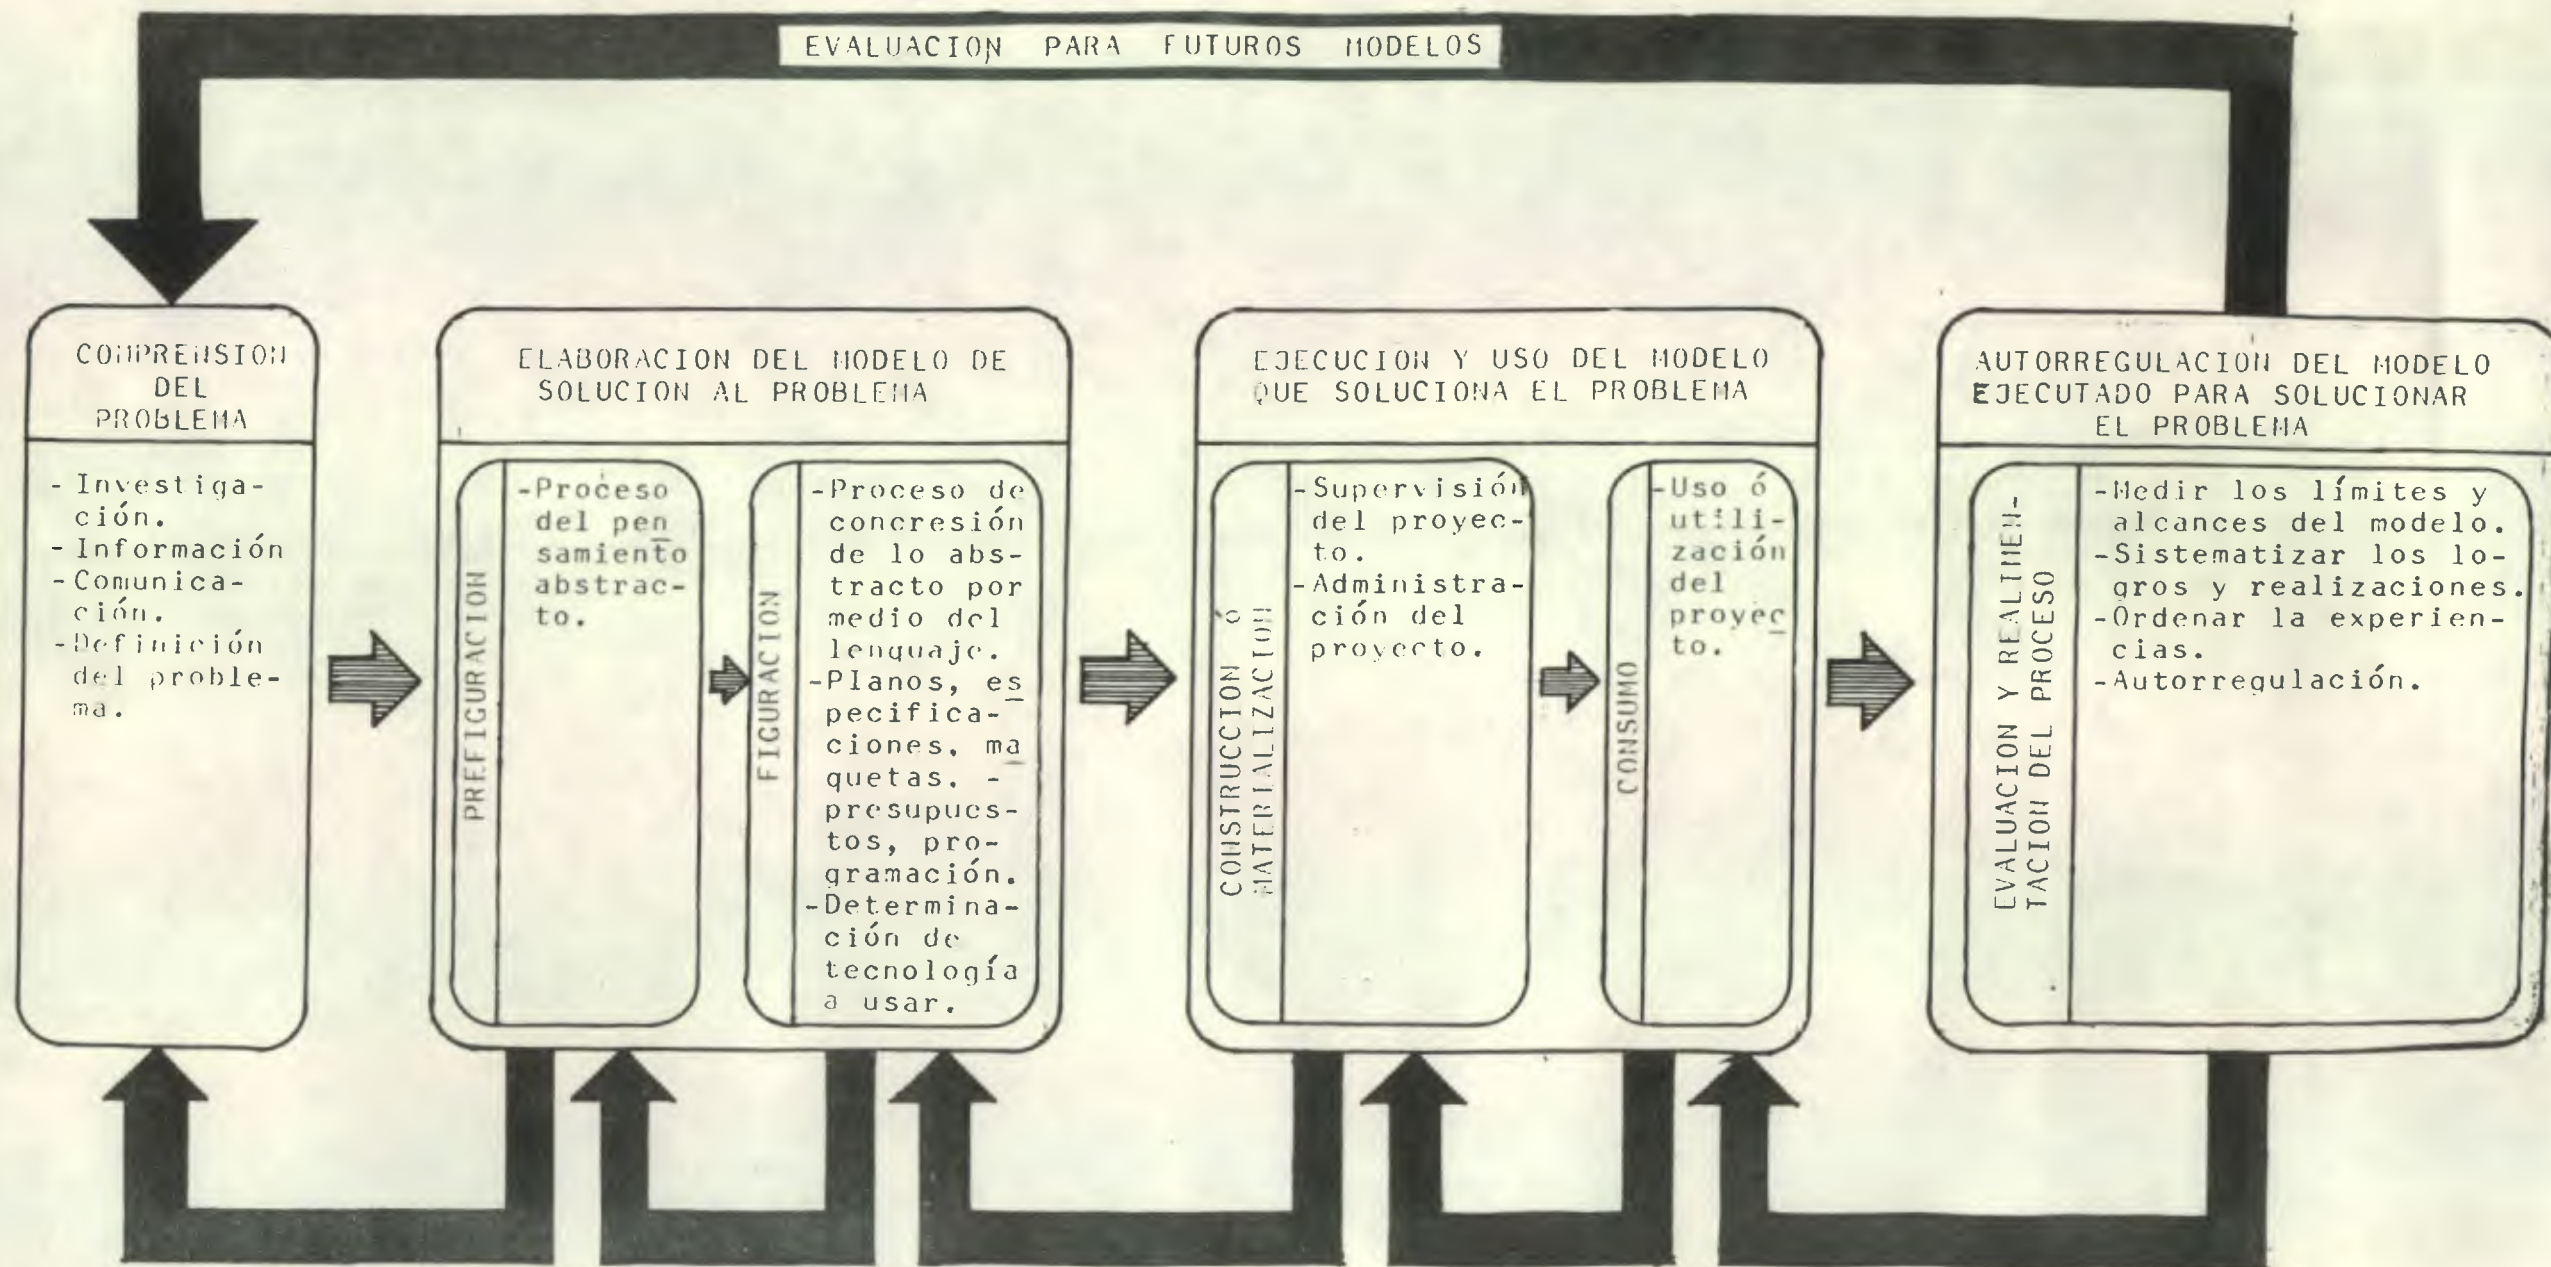 EVALUACION PARA FUTUROS MODELOS
COMPRENSION
DEL
PROBLEMA
- Investiga-
ción.
- Información
-Comunica-
ción.
-Definición
del proble-
ma.
ELABORACION DEL MODELO DE
SOLUCION AL PROBLEMA
PREFIGURACION
-Proceso
del pen
samiento
abstrac-
to.
FIGURACION
-Proceso de
concresión
de lo abs-
tracto por
medio del
lenguaje.
-Planos, es
pecifica-
ciones, ma
quetas, -
presupues-
tos, pro-
gramación.
-Determina-
ción de
tecnología
a usar.
EJECUCION Y USO DEL MODELO
QUE SOLUCIONA EL PROBLEMA
CONSTRUCCION Ó
MATERIALIZACION
-Supervisión
del proyec-
to.
-Administra-
ción del
proyecto.
CONSUMO
-Uso ó
utili-
zación
del
proyec
to.
AUTORREGULACION DEL MODELO
EJECUTADO PARA SOLUCIONAR
EL PROBLEMA
EVALUACION Y REALIMEN-
TACION DEL PROCESO
-Medir los límites y
alcances del modelo.
-Sistematizar los lo-
gros y realizaciones.
-Ordenar la experien-
cias.
-Autorregulación.